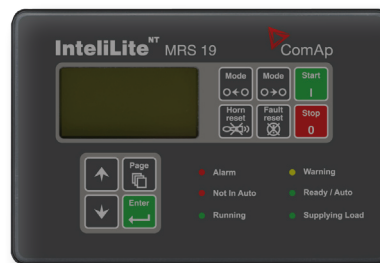 InteliLite NT MRS 19
ComAp
Mode Mode Start
I
Horn reset Fault reset Stop
0
Page
Enter
Alarm Warning
Not In Auto Ready / Auto
Running Supplying Load